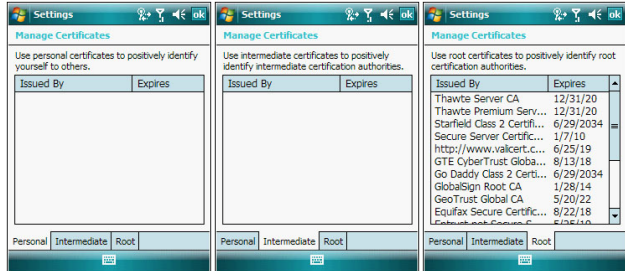 Settings
ok
Manage Certificates
Use personal certificates to positively identify
yourself to others.
Issued By Expires
Personal Intermediate Root
Settings
ok
Manage Certificates
Use intermediate certificates to positively
identify intermediate certification authorities.
Issued By Expires
Personal Intermediate Root
Settings
ok
Manage Certificates
Use root certificates to positively identify root
certification authorities.
Issued By Expires
Thawte Server CA 12/31/20
Thawte Premium Serv... 12/31/20
Starfield Class 2 Certifi... 6/29/2034
Secure Server Certific... 1/7/10
http://www.valicert.c... 6/25/19
GTE CyberTrust Globa... 8/13/18
Go Daddy Class 2 Certi... 6/29/2034
GlobalSign Root CA 1/28/14
GeoTrust Global CA 5/20/22
Equifax Secure Certific... 8/22/18
Entrust.net Secure S... 5/25/19
Personal Intermediate Root